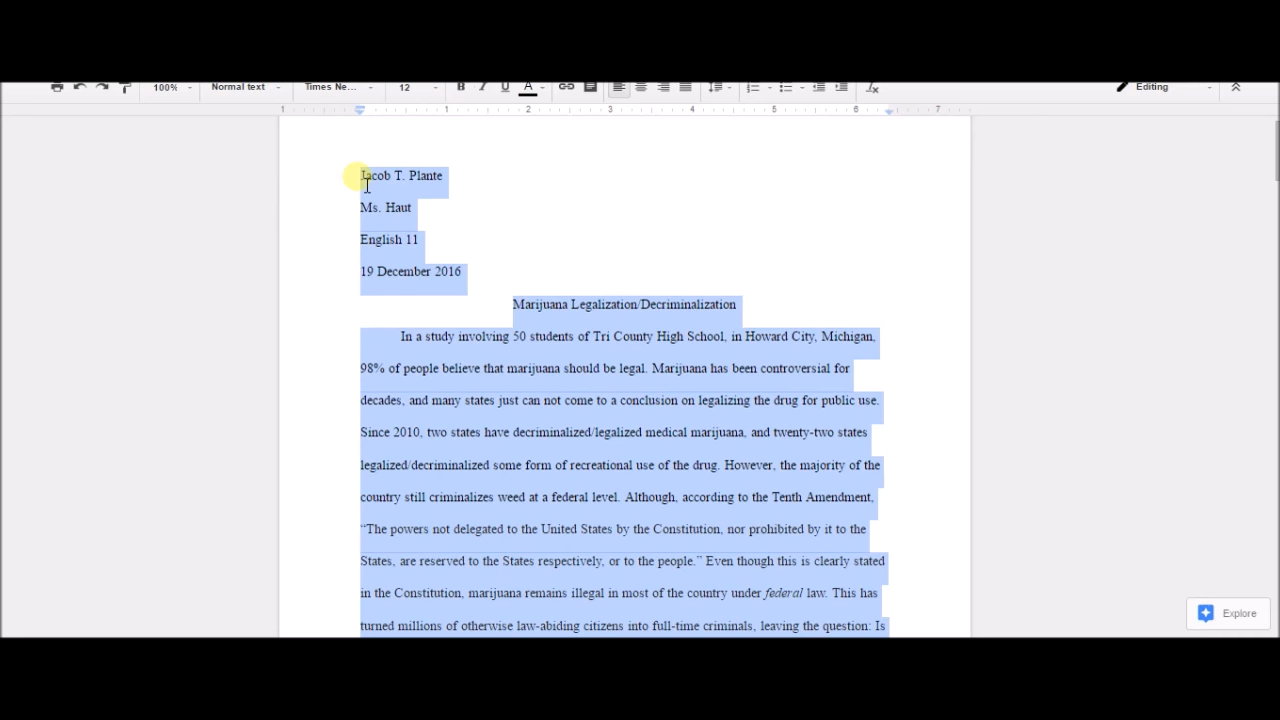 100% Normal text Times Ne... 12 B I U A Editing
1 1 2 3 4 5 6 7
Jacob T. Plante
Ms. Haut
English 11
19 December 2016
Marijuana Legalization/Decriminalization
In a study involving 50 students of Tri County High School, in Howard City, Michigan,
98% of people believe that marijuana should be legal. Marijuana has been controversial for
decades, and many states just can not come to a conclusion on legalizing the drug for public use.
Since 2010, two states have decriminalized/legalized medical marijuana, and twenty-two states
legalized/decriminalized some form of recreational use of the drug. However, the majority of the
country still criminalizes weed at a federal level. Although, according to the Tenth Amendment,
“The powers not delegated to the United States by the Constitution, nor prohibited by it to the
States, are reserved to the States respectively, or to the people.” Even though this is clearly stated
in the Constitution, marijuana remains illegal in most of the country under federal law. This has
turned millions of otherwise law-abiding citizens into full-time criminals, leaving the question: Is
Explore